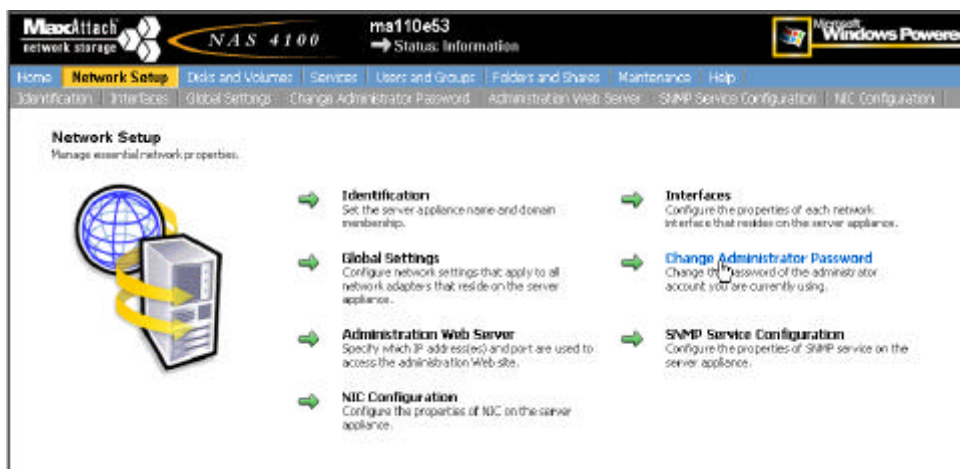 MaxAttach
network storage
NAS 4100
ma110e53
Status: Information
Microsoft
Windows Powered
Home Network Setup Disks and Volumes Services Users and Groups Folders and Shares Maintenance Help
Identification Interfaces Global Settings Change Administrator Password Administration Web Server SNMP Service Configuration NIC Configuration
Network Setup
Manage essential network properties.
Identification
Set the server appliance name and domain
membership.
Interfaces
Configure the properties of each network
interface that resides on the server appliance.
Global Settings
Configure network settings that apply to all
network adapters that reside on the server
appliance.
Change Administrator Password
Change the password of the administrator
account you are currently using.
Administration Web Server
Specify which IP address(es) and port are used to
access the administration Web site.
SNMP Service Configuration
Configure the properties of SNMP service on the
server appliance.
NIC Configuration
Configure the properties of NIC on the server
appliance.